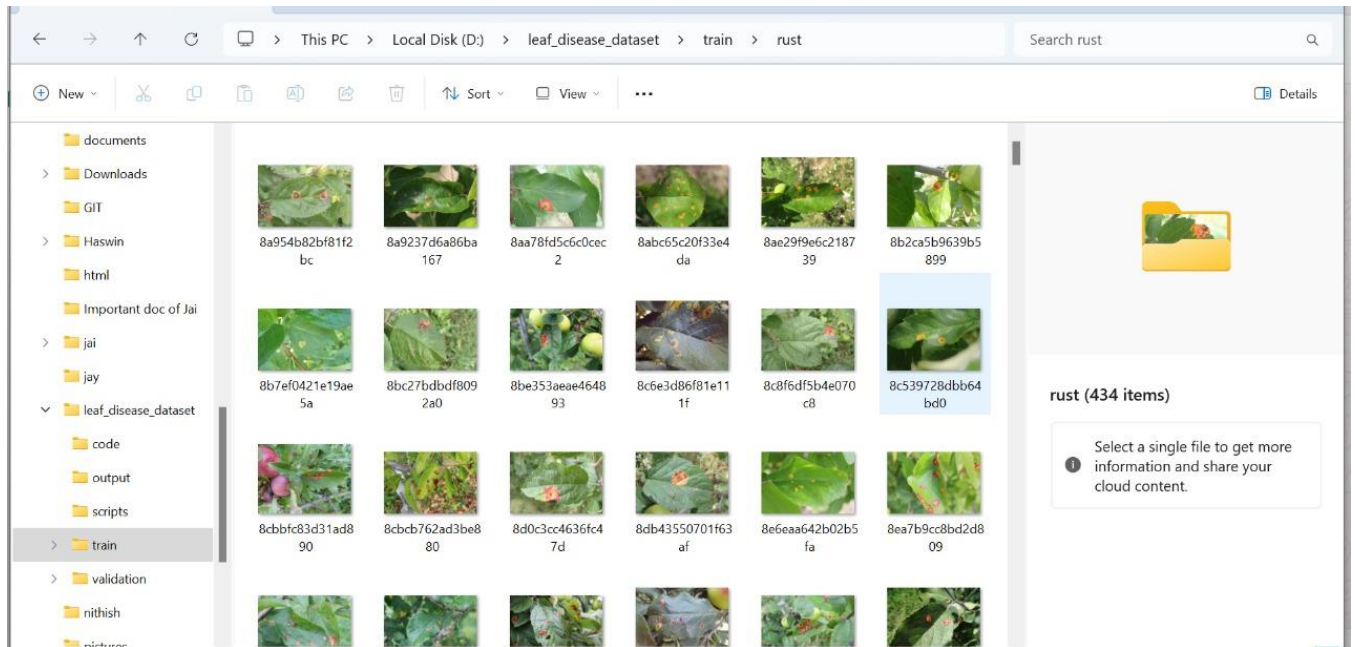 This PC > Local Disk (D:) > leaf_disease_dataset > train > rust
Search rust
New
Sort
View
Details
documents
Downloads
GIT
Haswin
html
Important doc of Jai
jai
jay
leaf_disease_dataset
code
output
scripts
train
validation
nithish
pictures
8a954b82bf81f2
bc
8a9237d6a86ba
167
8aa78fd5c6c0cec
2
8abc65c20f33e4
da
8ae29f9e6c2187
39
8b2ca5b9639b5
899
8b7ef0421e19ae
5a
8bc27bdbdf809
2a0
8be353aeae4648
93
8c6e3d86f81e11
1f
8c8f6df5b4e070
c8
8c539728dbb64
bd0
8cbbfc83d31ad8
90
8cbcb762ad3be8
80
8d0c3cc4636fc4
7d
8db43550701f63
af
8e6eaa642b02b5
fa
8ea7b9cc8bd2d8
09
rust (434 items)
Select a single file to get more
information and share your
cloud content.